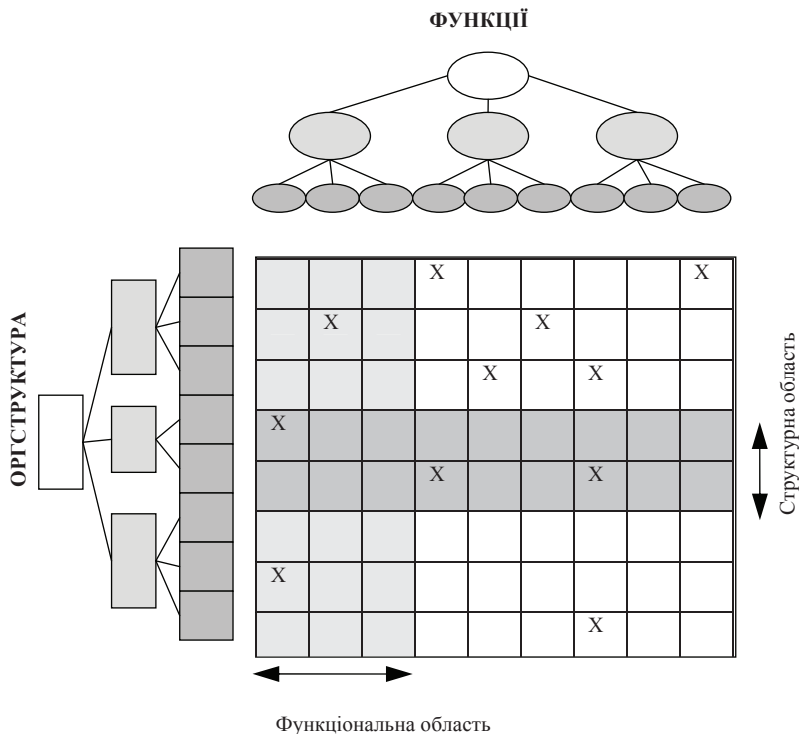 ФУНКЦІЇ
ОРГСТРУКТУРА
X X
X X
X X
X
X X
X
X
Структурна область
Функціональна область